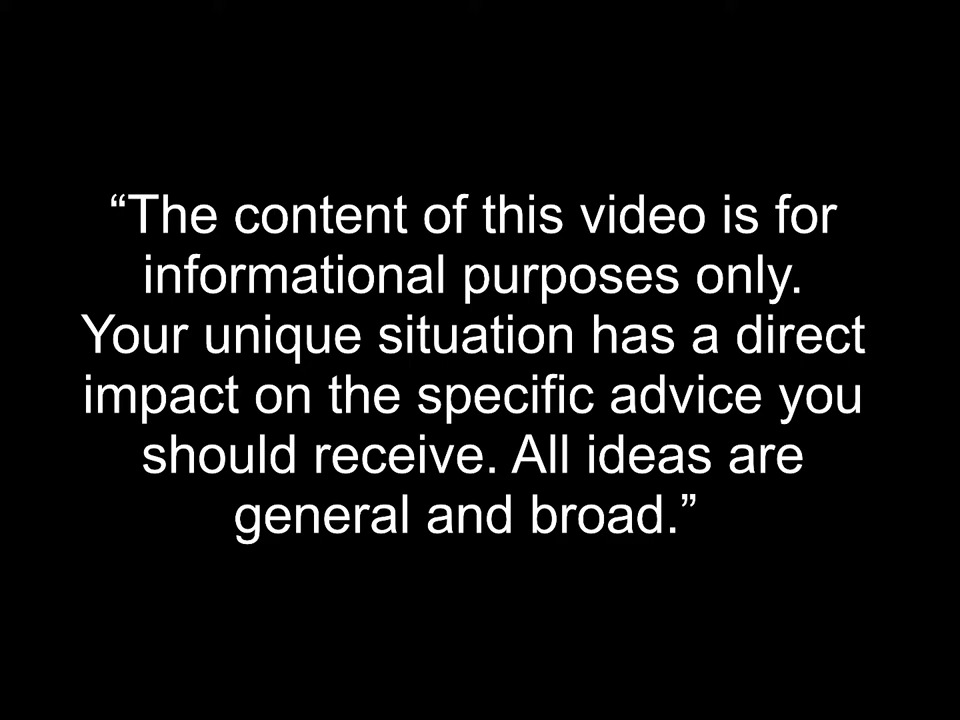 “The content of this video is for
informational purposes only.
Your unique situation has a direct
impact on the specific advice you
should receive. All ideas are
general and broad.”